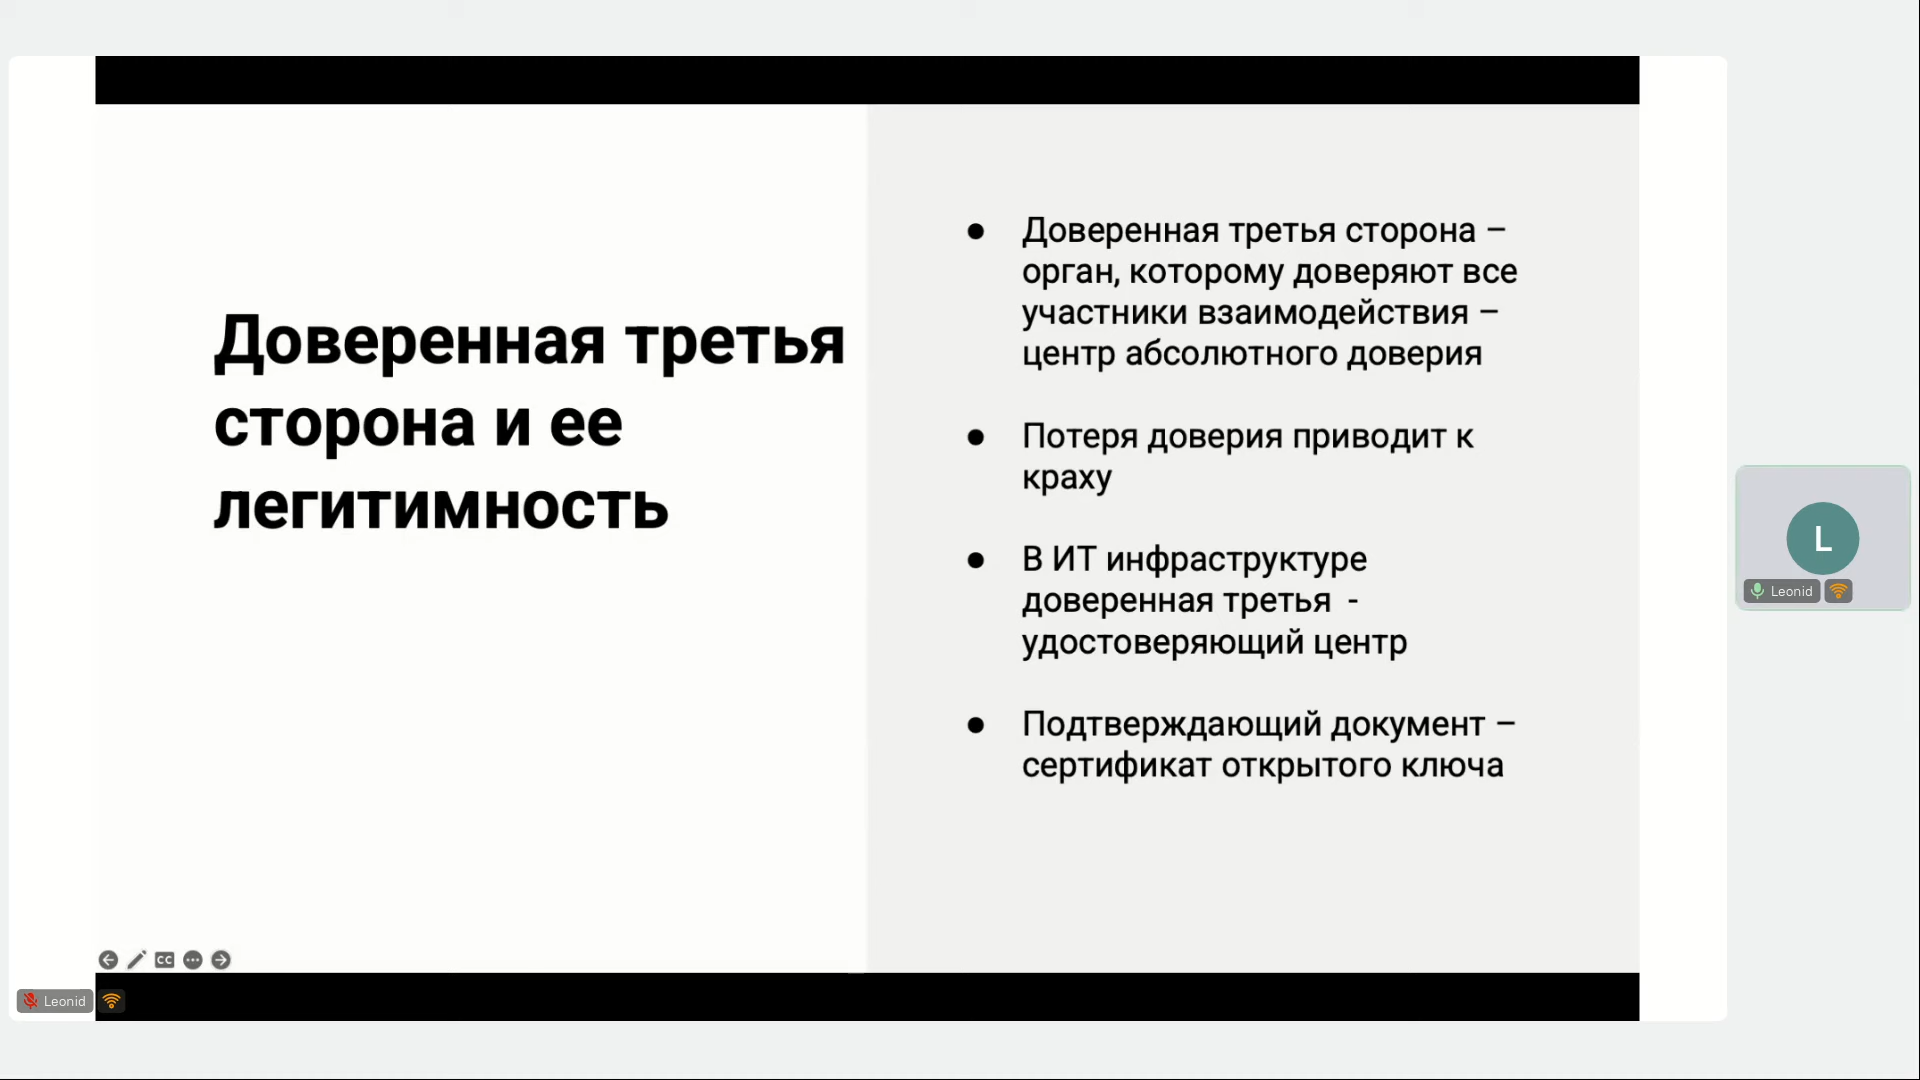 Доверенная третья
сторона и ее
легитимность
● Доверенная третья сторона –
орган, которому доверяют все
участники взаимодействия –
центр абсолютного доверия
● Потеря доверия приводит к
краху
● В ИТ инфраструктуре
доверенная третья -
удостоверяющий центр
● Подтверждающий документ –
сертификат открытого ключа
L
Leonid
CC
Leonid